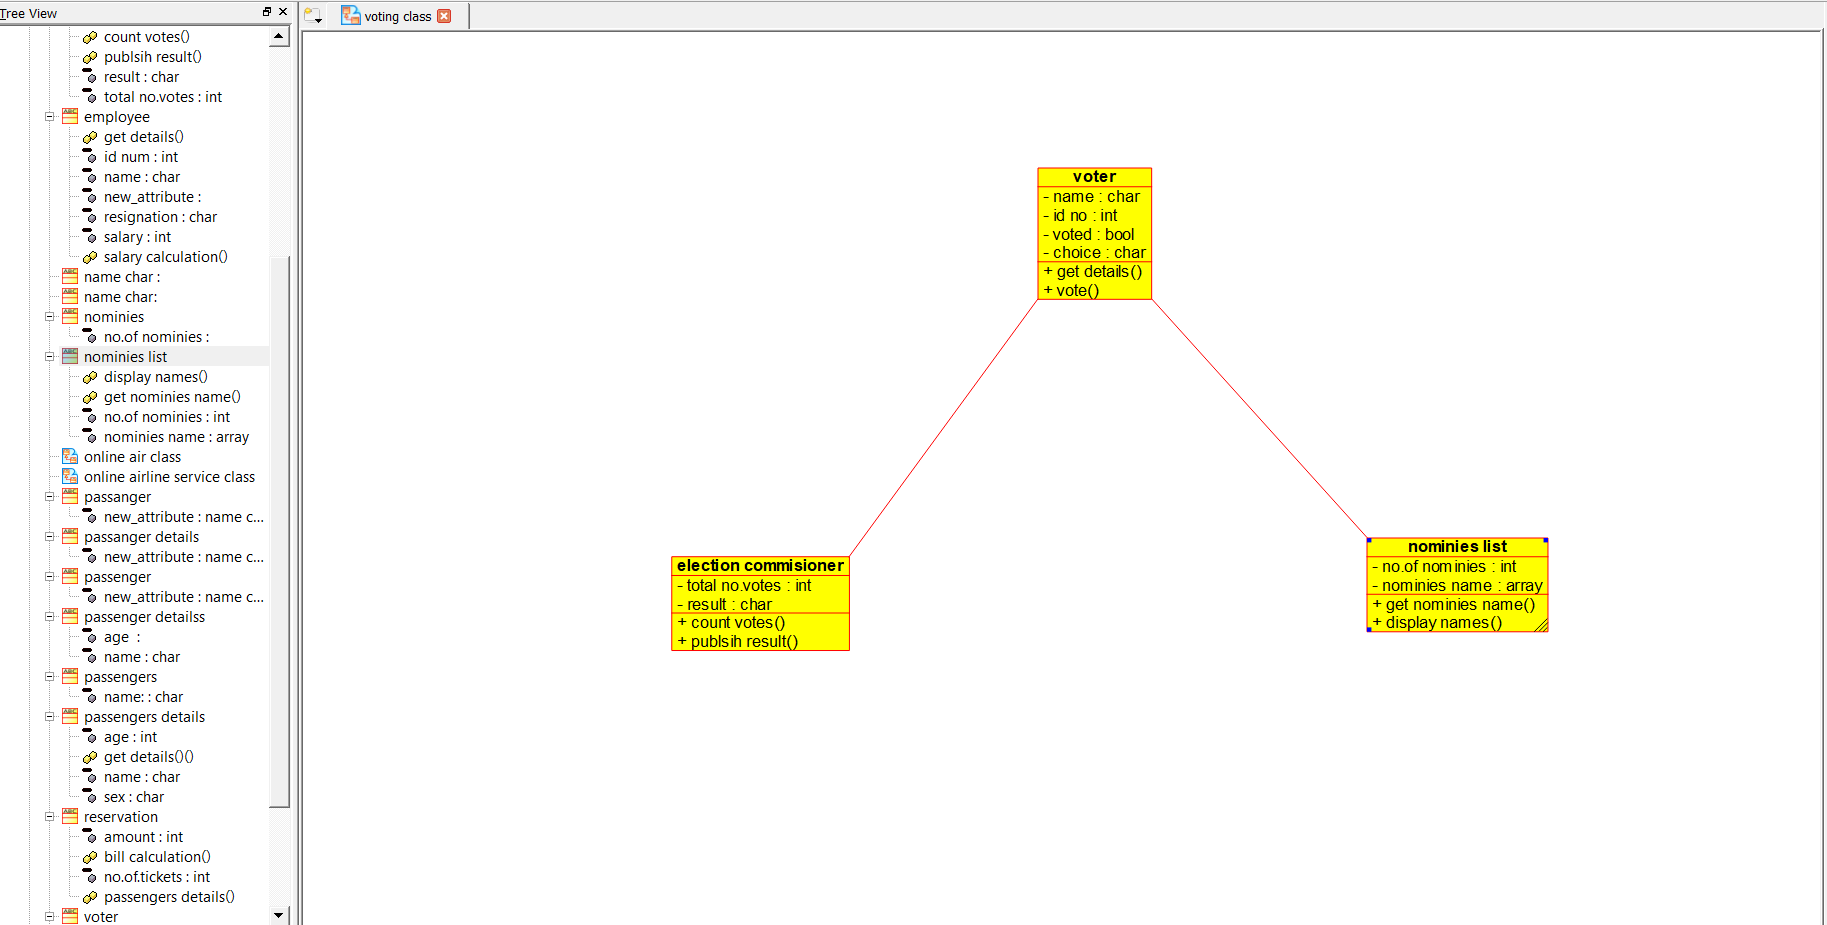 Tree View
count votes()
publsih result()
result : char
total no.votes : int
employee
get details()
id num : int
name : char
new_attribute :
resignation : char
salary : int
salary calculation()
name char :
name char:
nominies
no.of nominies :
nominies list
display names()
get nominies name()
no.of nominies : int
nominies name : array
online air class
online airline service class
passanger
new_attribute : name c...
passanger details
new_attribute : name c...
passenger
new_attribute : name c...
passenger detailss
age :
name : char
passengers
name: : char
passengers details
age : int
get details()()
name : char
sex : char
reservation
amount : int
bill calculation()
no.of.tickets : int
passengers details()
voter
voting class
voter
- name : char
- id no : int
- voted : bool
- choice : char
+ get details()
+ vote()
election commisioner
- total no.votes : int
- result : char
+ count votes()
+ publsih result()
nominies list
- no.of nominies : int
- nominies name : array
+ get nominies name()
+ display names()